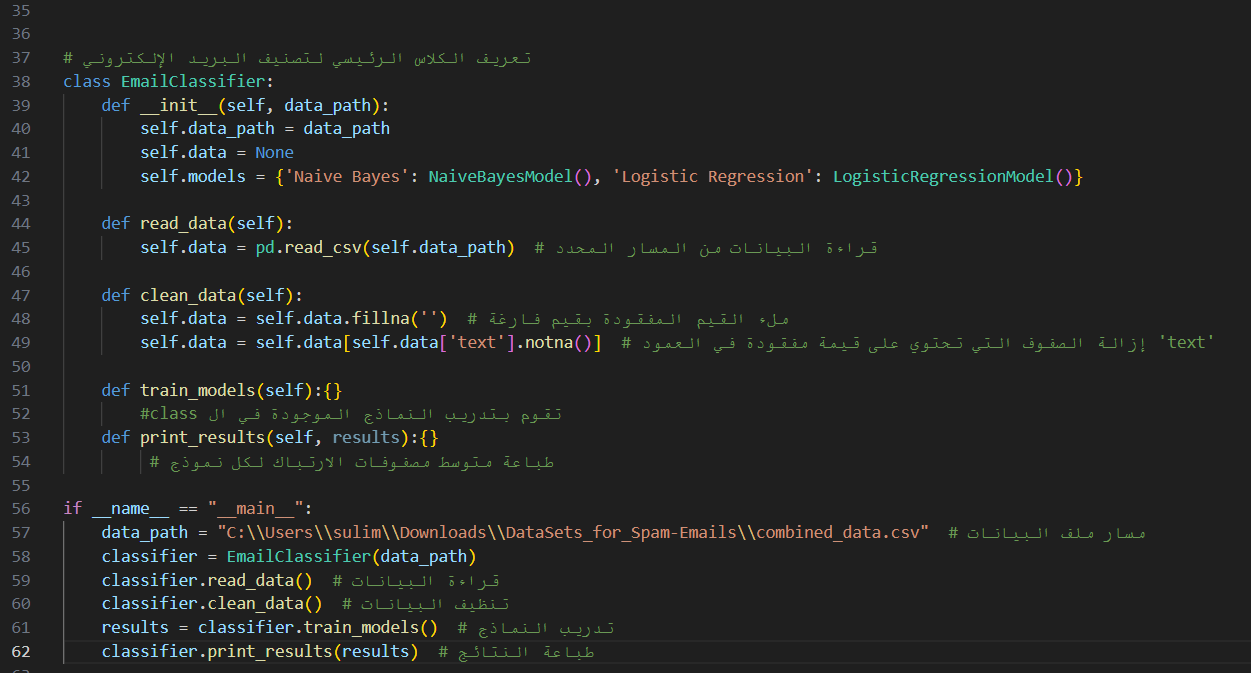 35
36
37 # تعريف الكلاس الرئيسي لتصنيف البريد الإلكتروني
38 class EmailClassifier:
39     def __init__(self, data_path):
40         self.data_path = data_path
41         self.data = None
42         self.models = {'Naive Bayes': NaiveBayesModel(), 'Logistic Regression': LogisticRegressionModel()}
43
44     def read_data(self):
45         self.data = pd.read_csv(self.data_path)  # قراءة البيانات من المسار المحدد
46
47     def clean_data(self):
48         self.data = self.data.fillna('')  # ملء القيم المفقودة بقيم فارغة
49         self.data = self.data[self.data['text'].notna()]  # إزالة الصفوف التي تحتوي على قيمة مفقودة في العمود 'text'
50
51     def train_models(self):{}
52         #class تقوم بتدريب النماذج الموجودة في ال
53     def print_results(self, results):{}
54          # طباعة متوسط مصفوفات الارتباك لكل نموذج
55
56 if __name__ == "__main__":
57     data_path = "C:\\Users\\sulim\\Downloads\\DataSets_for_Spam-Emails\\combined_data.csv"  # مسار ملف البيانات
58     classifier = EmailClassifier(data_path)
59     classifier.read_data()  # قراءة البيانات
60     classifier.clean_data()  # تنظيف البيانات
61     results = classifier.train_models()  # تدريب النماذج
62     classifier.print_results(results)  # طباعة النتائج